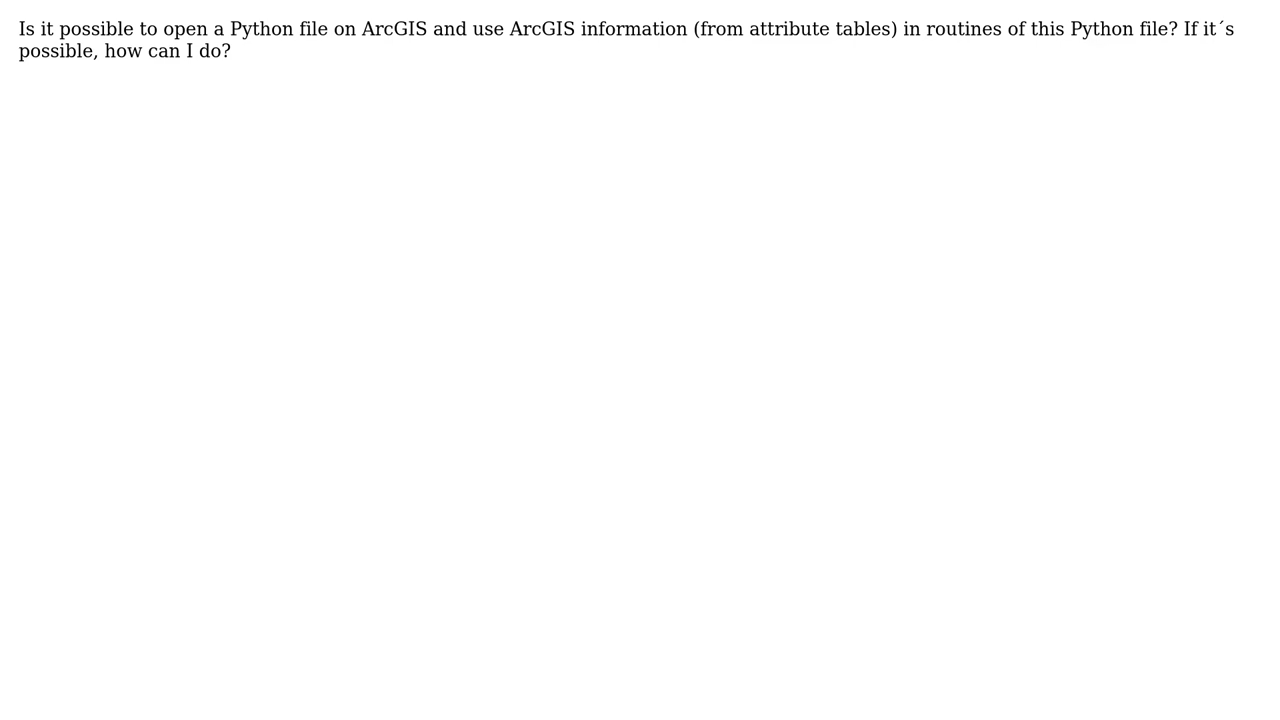 Is it possible to open a Python file on ArcGIS and use ArcGIS information (from attribute tables) in routines of this Python file? If it´s
possible, how can I do?